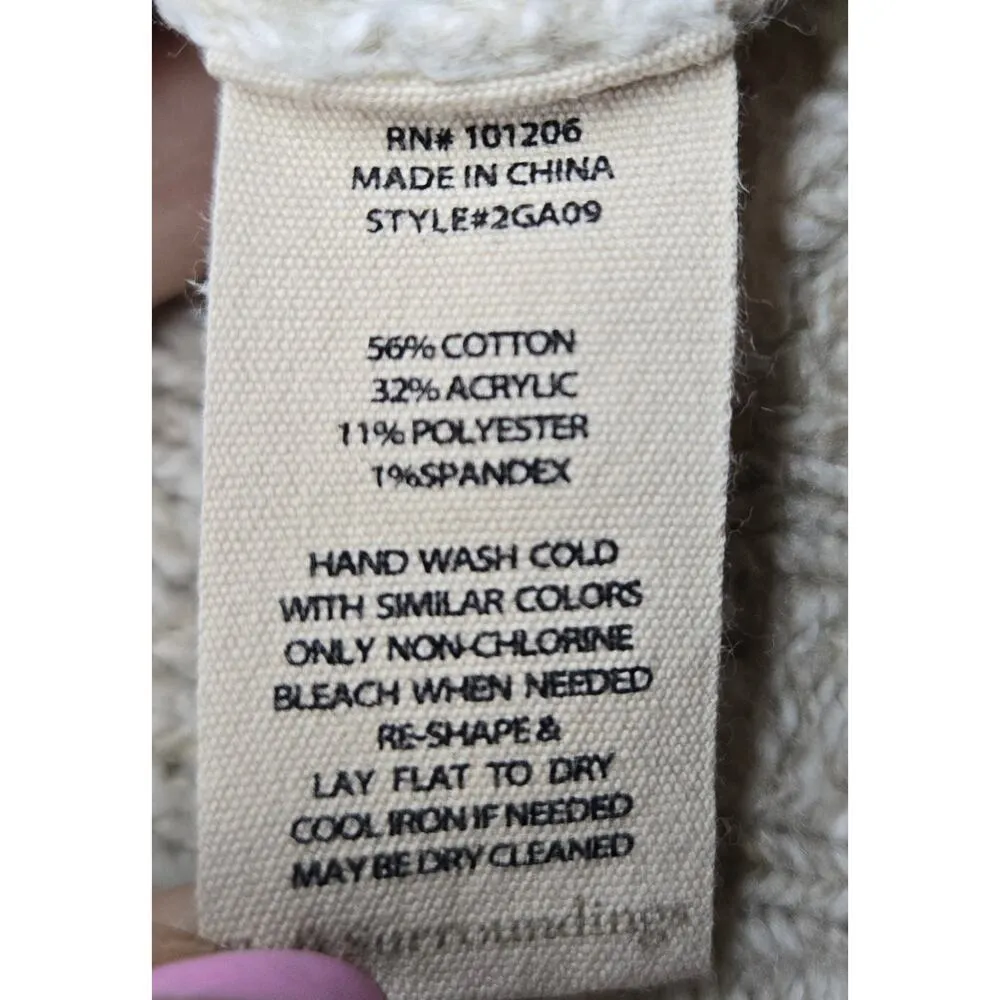 RN# 101206
MADE IN CHINA
STYLE#2GA09
56% COTTON
32% ACRYLIC
11% POLYESTER
1%SPANDEX
HAND WASH COLD
WITH SIMILAR COLORS
ONLY NON-CHLORINE
BLEACH WHEN NEEDED
RE-SHAPE &
LAY FLAT TO DRY
COOL IRON IF NEEDED
MAY BE DRY CLEANED
surroundings